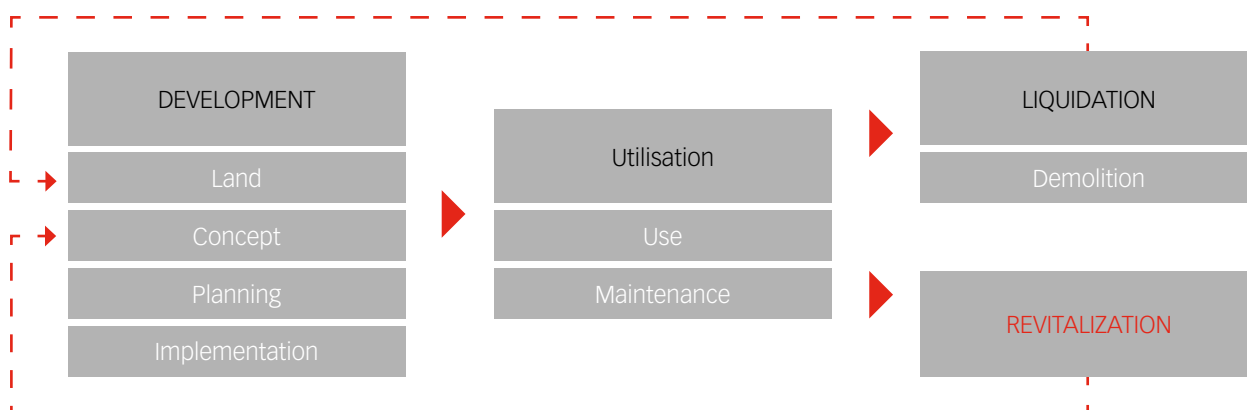 DEVELOPMENT
Land
Concept
Planning
Implementation
Utilisation
Use
Maintenance
LIQUIDATION
Demolition
REVITALIZATION